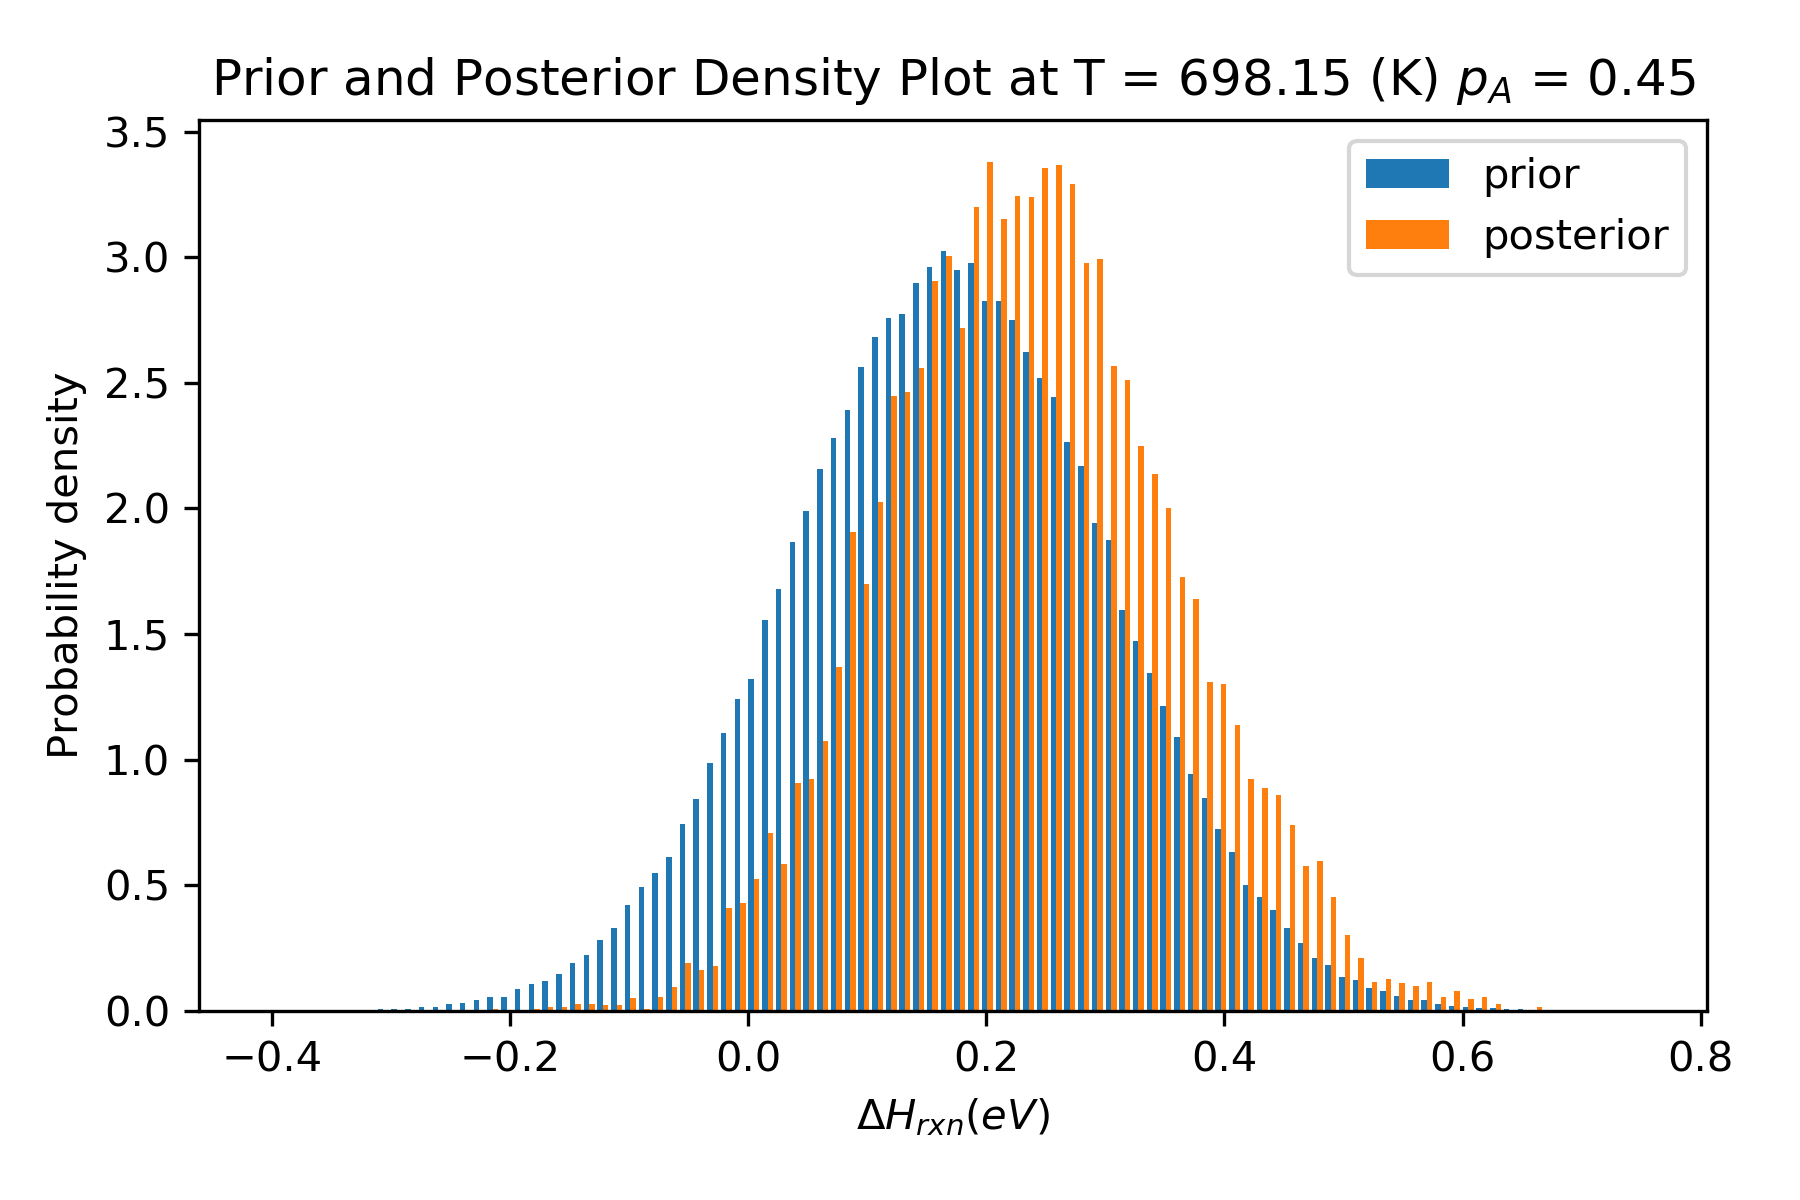 Prior and Posterior Density Plot at T = 698.15 (K) p_A = 0.45
prior
posterior
Probability density
3.5
3.0
2.5
2.0
1.5
1.0
0.5
0.0
−0.4 −0.2 0.0 0.2 0.4 0.6 0.8
ΔH_{rxn}(eV)